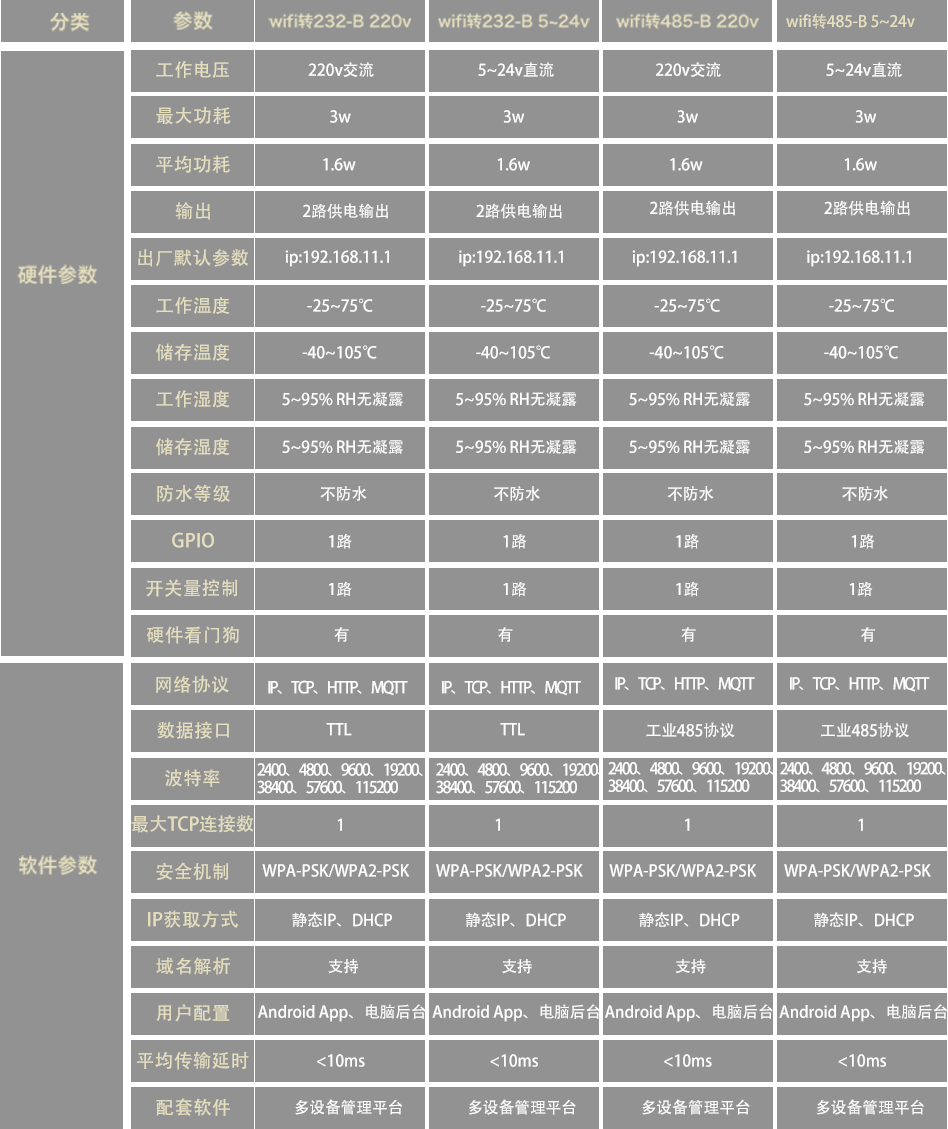 分类 参数 wifi转232-B 220v wifi转232-B 5~24v wifi转485-B 220v wifi转485-B 5~24v
工作电压 220v交流 5~24v直流 220v交流 5~24v直流
最大功耗 3w 3w 3w 3w
平均功耗 1.6w 1.6w 1.6w 1.6w
输出 2路供电输出 2路供电输出 2路供电输出 2路供电输出
出厂默认参数 ip:192.168.11.1 ip:192.168.11.1 ip:192.168.11.1 ip:192.168.11.1
硬件参数
工作温度 -25~75℃ -25~75℃ -25~75℃ -25~75℃
储存温度 -40~105℃ -40~105℃ -40~105℃ -40~105℃
工作湿度 5~95% RH无凝露 5~95% RH无凝露 5~95% RH无凝露 5~95% RH无凝露
储存湿度 5~95% RH无凝露 5~95% RH无凝露 5~95% RH无凝露 5~95% RH无凝露
防水等级 不防水 不防水 不防水 不防水
GPIO 1路 1路 1路 1路
开关量控制 1路 1路 1路 1路
硬件看门狗 有 有 有 有
网络协议 IP、TCP、HTTP、MQTT IP、TCP、HTTP、MQTT IP、TCP、HTTP、MQTT IP、TCP、HTTP、MQTT
数据接口 TTL TTL 工业485协议 工业485协议
波特率 2400、4800、9600、19200、 2400、4800、9600、19200、 2400、4800、9600、19200、 2400、4800、9600、19200、
38400、57600、115200 38400、57600、115200 38400、57600、115200 38400、57600、115200
最大TCP连接数 1 1 1 1
软件参数
安全机制 WPA-PSK/WPA2-PSK WPA-PSK/WPA2-PSK WPA-PSK/WPA2-PSK WPA-PSK/WPA2-PSK
IP获取方式 静态IP、DHCP 静态IP、DHCP 静态IP、DHCP 静态IP、DHCP
域名解析 支持 支持 支持 支持
用户配置 Android App、电脑后台 Android App、电脑后台 Android App、电脑后台 Android App、电脑后台
平均传输延时 <10ms <10ms <10ms <10ms
配套软件 多设备管理平台 多设备管理平台 多设备管理平台 多设备管理平台